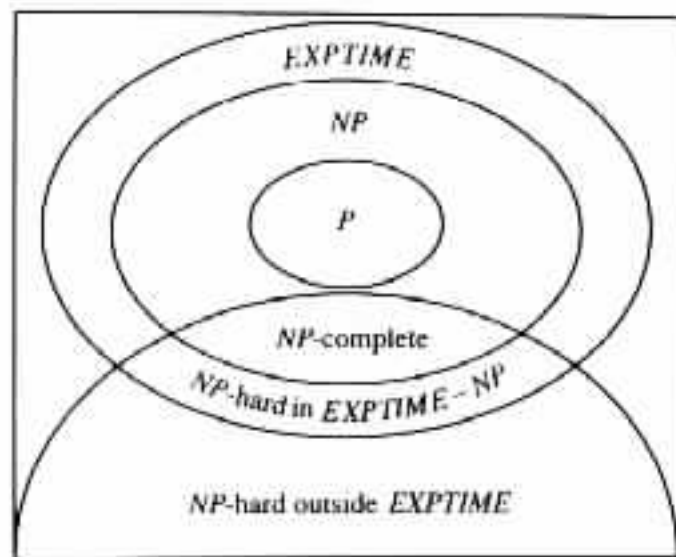 EXPTIME
NP
P
NP-complete
NP-hard in EXPTIME – NP
NP-hard outside EXPTIME